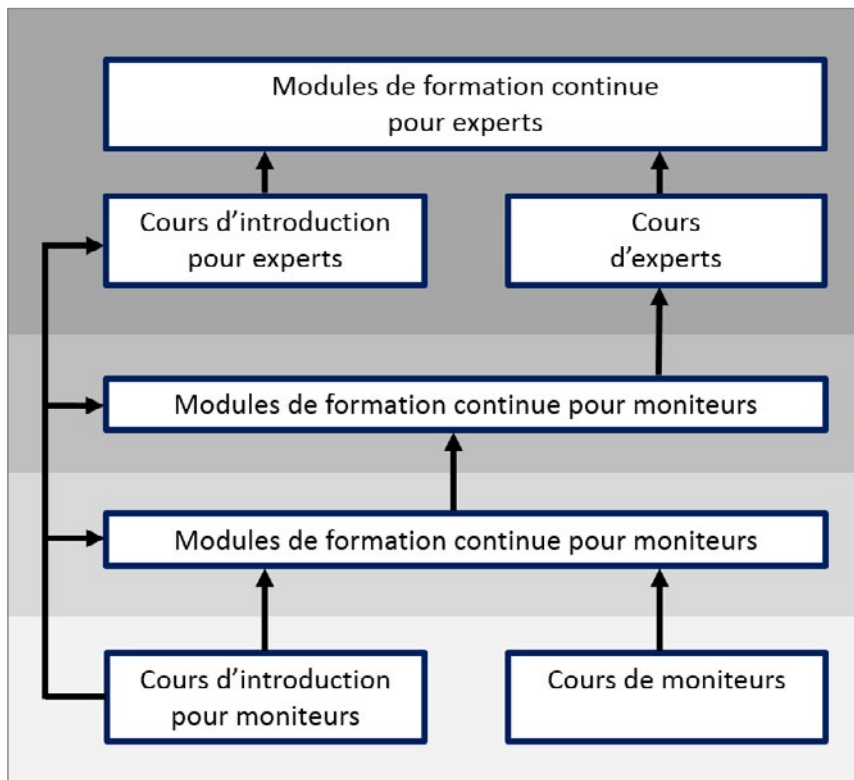 Modules de formation continue
pour experts
Cours d’introduction
pour experts
Cours
d’experts
Modules de formation continue pour moniteurs
Modules de formation continue pour moniteurs
Cours d’introduction
pour moniteurs
Cours de moniteurs